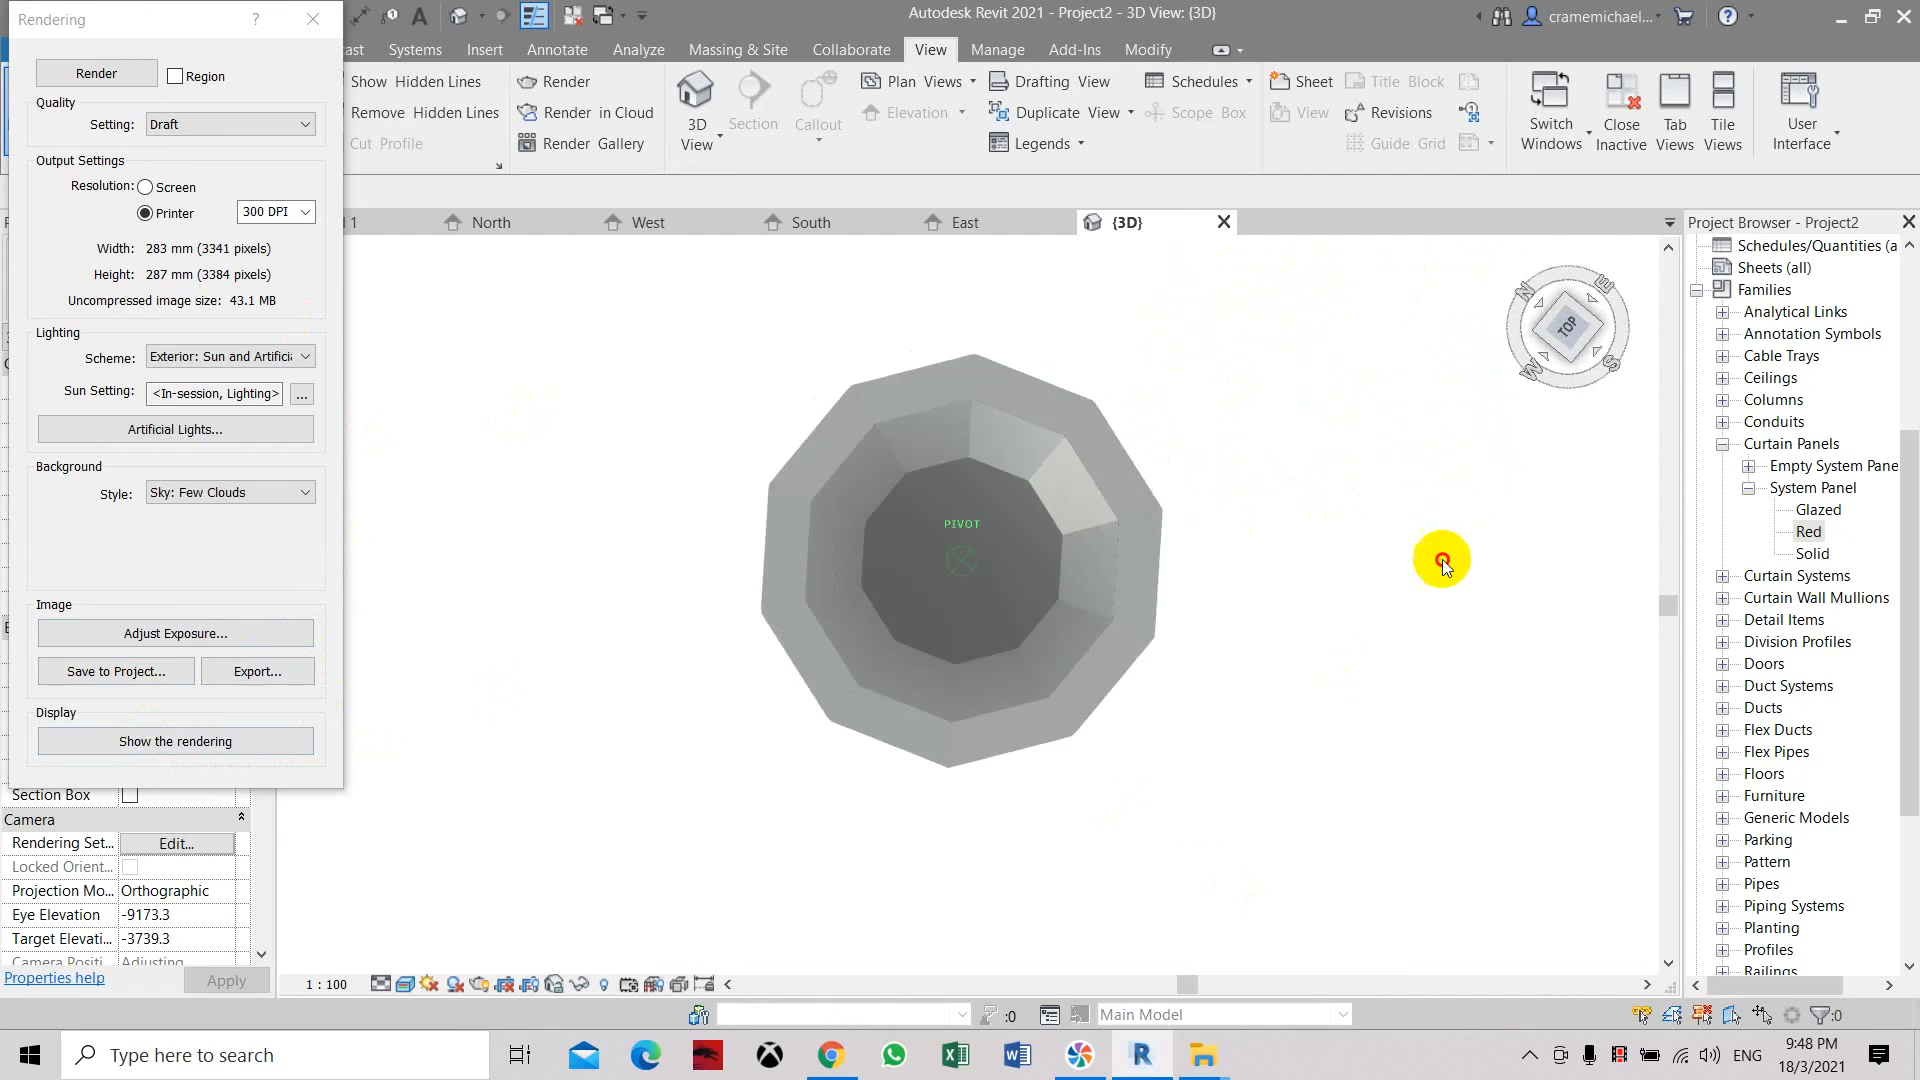 Rendering
?
Autodesk Revit 2021 - Project2 - 3D View: {3D}
cramemichael...
Systems
Insert
Annotate
Analyze
Massing & Site
Collaborate
View
Manage
Add-Ins
Modify
Render
Region
Quality
Setting:
Draft
Output Settings
Resolution:
Screen
Printer
300 DPI
Width:
283 mm (3341 pixels)
Height:
287 mm (3384 pixels)
Uncompressed image size: 43.1 MB
Lighting
Scheme:
Exterior: Sun and Artificia
Sun Setting:
<In-session, Lighting>
...
Artificial Lights...
Background
Style:
Sky: Few Clouds
Image
Adjust Exposure...
Save to Project...
Export...
Display
Show the rendering
Show Hidden Lines
Remove Hidden Lines
Cut Profile
Render
Render in Cloud
Render Gallery
3D
View
Section
Callout
Plan Views
Elevation
Drafting View
Duplicate View
Legends
Schedules
Scope Box
Sheet
View
Title Block
Revisions
Guide Grid
Switch
Windows
Close
Inactive
Tab
Views
Tile
Views
User
Interface
1
North
West
South
East
{3D}
PIVOT
TOP
N
E
S
W
Project Browser - Project2
Schedules/Quantities (a
Sheets (all)
Families
Analytical Links
Annotation Symbols
Cable Trays
Ceilings
Columns
Conduits
Curtain Panels
Empty System Pane
System Panel
Glazed
Red
Solid
Curtain Systems
Curtain Wall Mullions
Detail Items
Division Profiles
Doors
Duct Systems
Ducts
Flex Ducts
Flex Pipes
Floors
Furniture
Generic Models
Parking
Pattern
Pipes
Piping Systems
Planting
Profiles
Railings
Section Box
Camera
Rendering Set...
Edit...
Locked Orient...
Projection Mo...
Orthographic
Eye Elevation
-9173.3
Target Elevati...
-3739.3
Camera Positi...
Adjusting
Properties help
Apply
1 : 100
:0
Main Model
:0
Type here to search
ENG
9:48 PM
18/3/2021